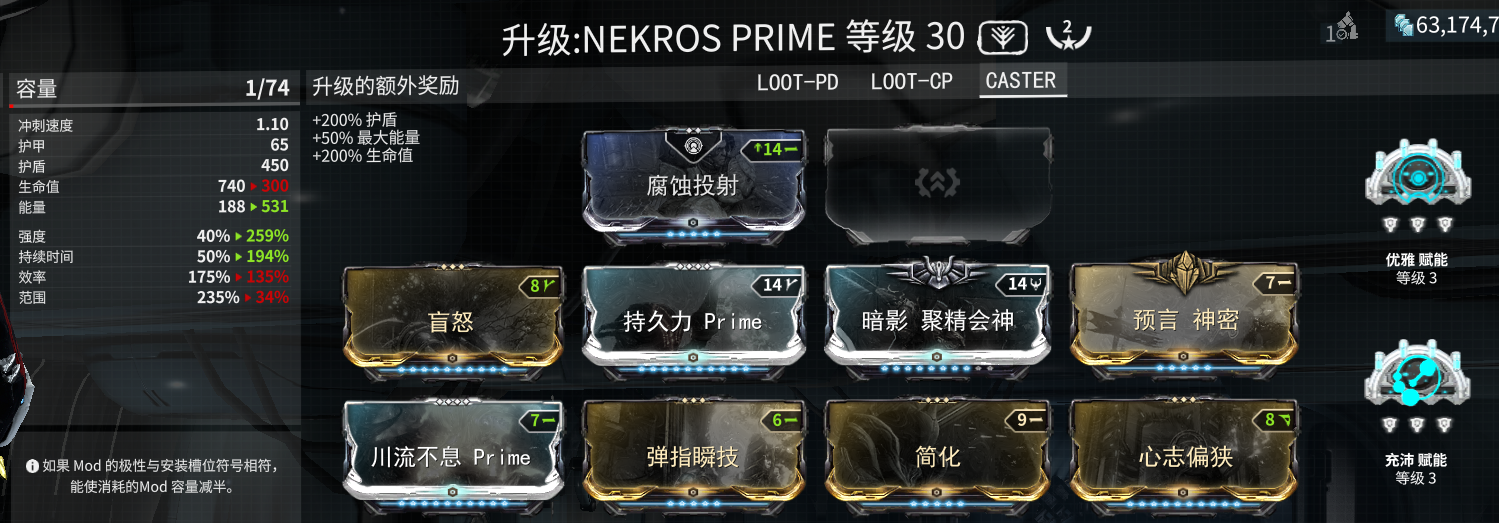 升级:NEKROS PRIME 等级 30
2
1
63,174,7
容量 1/74
升级的额外奖励
LOOT-PD LOOT-CP CASTER
冲刺速度 1.10
护甲 65
护盾 450
生命值 740 300
能量 188 531
强度 40% 259%
持续时间 50% 194%
效率 175% 135%
范围 235% 34%
+200% 护盾
+50% 最大能量
+200% 生命值
14
腐蚀投射
8
盲怒
14
持久力 Prime
14
暗影 聚精会神
7
预言 神密
7
川流不息 Prime
6
弹指瞬技
9
简化
8
心志偏狭
优雅 赋能
等级 3
充沛 赋能
等级 3
如果 Mod 的极性与安装槽位符号相符，
能使消耗的Mod 容量减半。